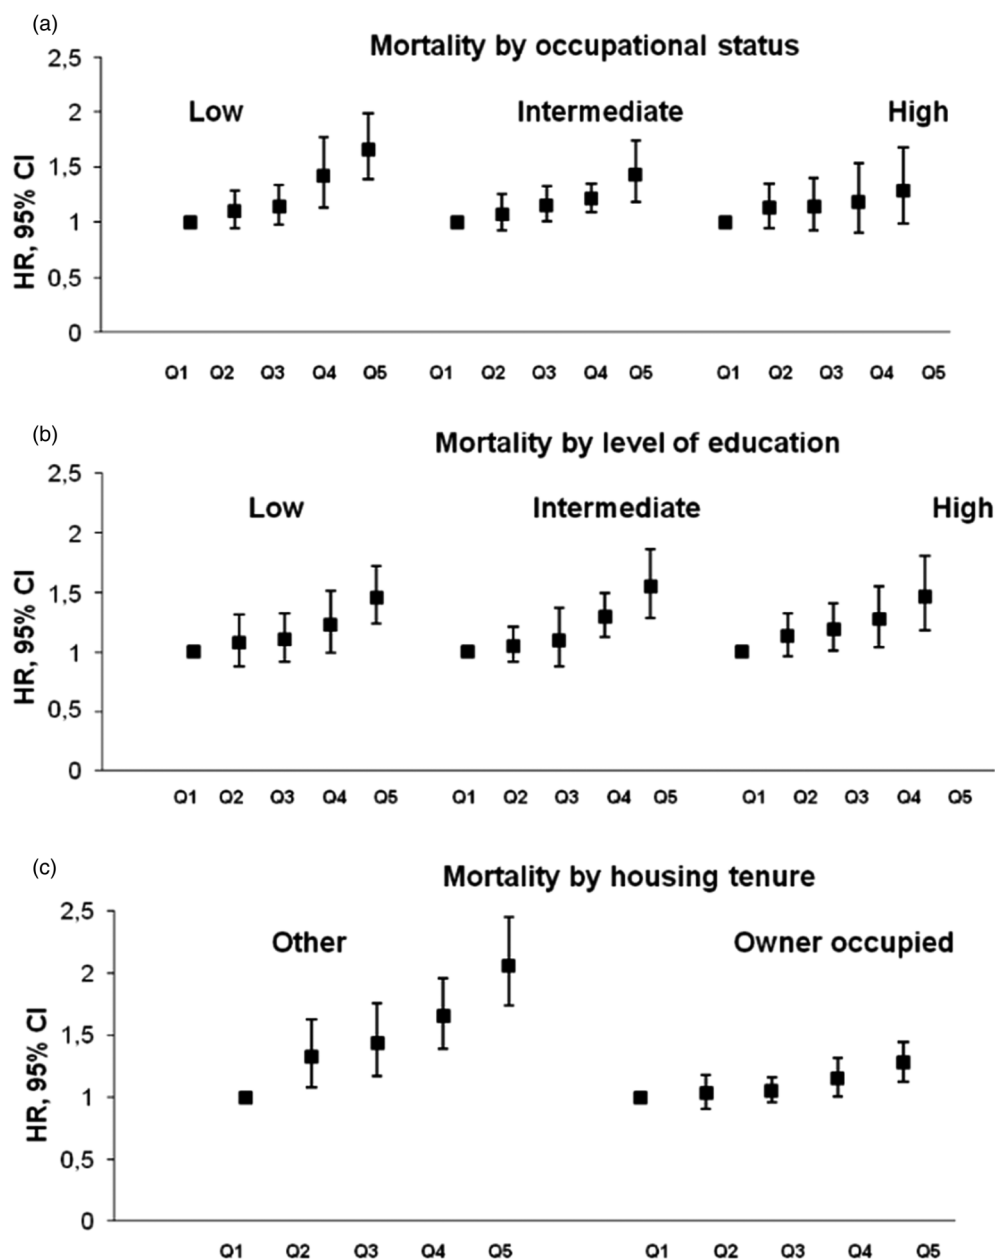 (a)
Mortality by occupational status
2,5
Low Intermediate High
2
1,5
1
0,5
0
HR, 95% CI
Q1 Q2 Q3 Q4 Q5 Q1 Q2 Q3 Q4 Q5 Q1 Q2 Q3 Q4 Q5
(b)
Mortality by level of education
2,5
Low Intermediate High
2
1,5
1
0,5
0
HR, 95% CI
Q1 Q2 Q3 Q4 Q5 Q1 Q2 Q3 Q4 Q5 Q1 Q2 Q3 Q4 Q5
(c)
Mortality by housing tenure
2,5
Other Owner occupied
2
1,5
1
0,5
0
HR, 95% CI
Q1 Q2 Q3 Q4 Q5 Q1 Q2 Q3 Q4 Q5